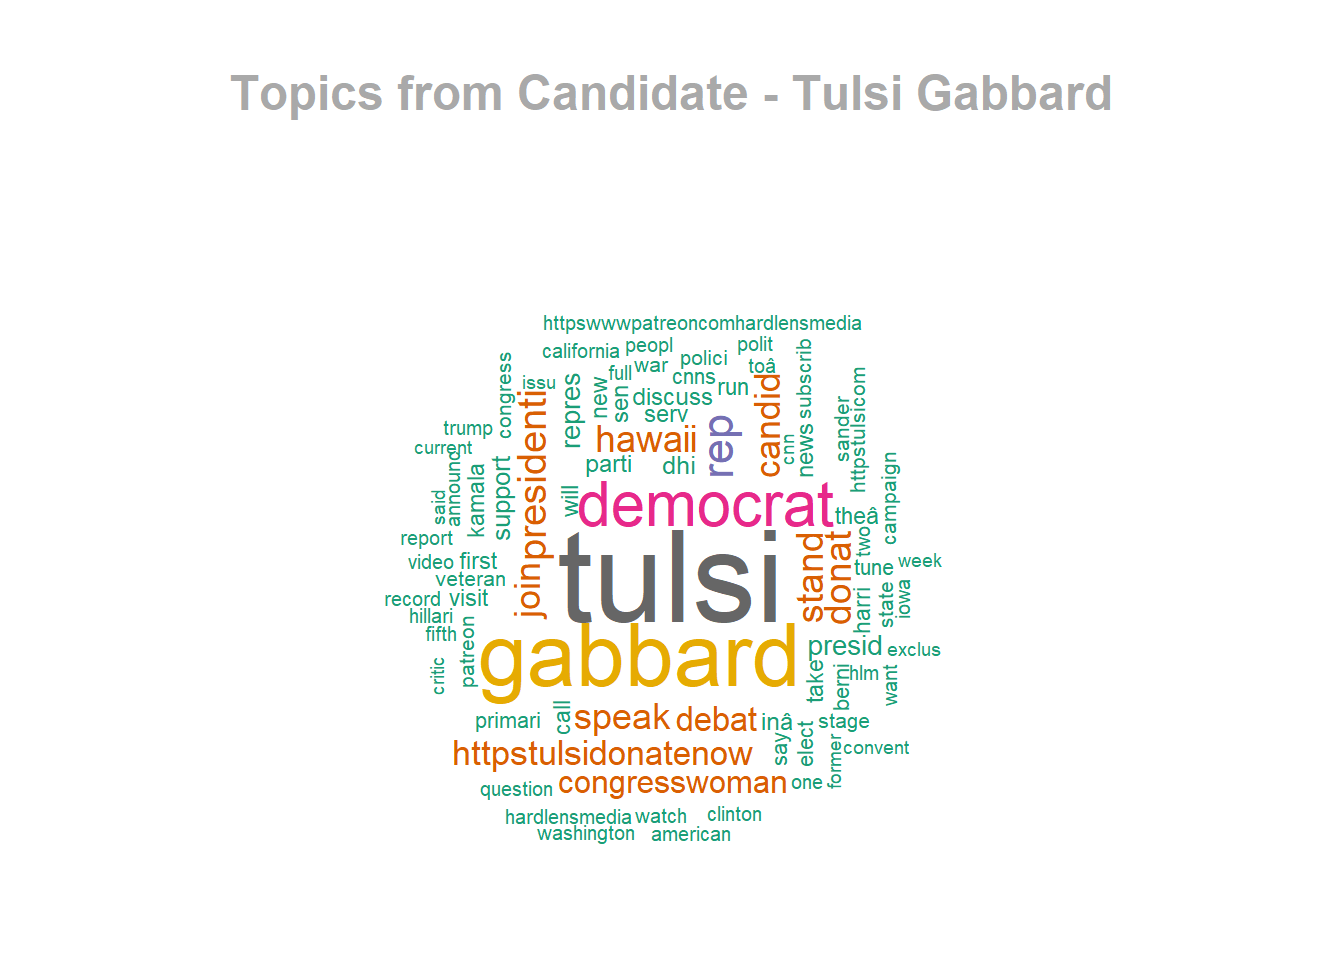 Topics from Candidate - Tulsi Gabbard
httpswwwpatreoncomhardlensmedia
california
peopl
polit
congress
issu
full
war
polici
toâ
cnns
run
subscrib
trump
current
repres
new
sen
discuss
serv
candid
sander
httpstulsicom
presidenti
hawaii
rep
cnn
news
parti
dhi
said
announc
kamala
support
will
democrat
theâ
campaign
report
video
first
veteran
record
visit
hillari
fifth
join
tulsi
stand
donat
two
tune
week
harri
state
iowa
critic
patreon
gabbard
presid
exclus
take
berni
hlm
want
primari
call
speak
debat
inâ
stage
say
elect
former
convent
httpstulsidonatenow
question
congresswoman
one
hardlensmedia
watch
clinton
washington
american